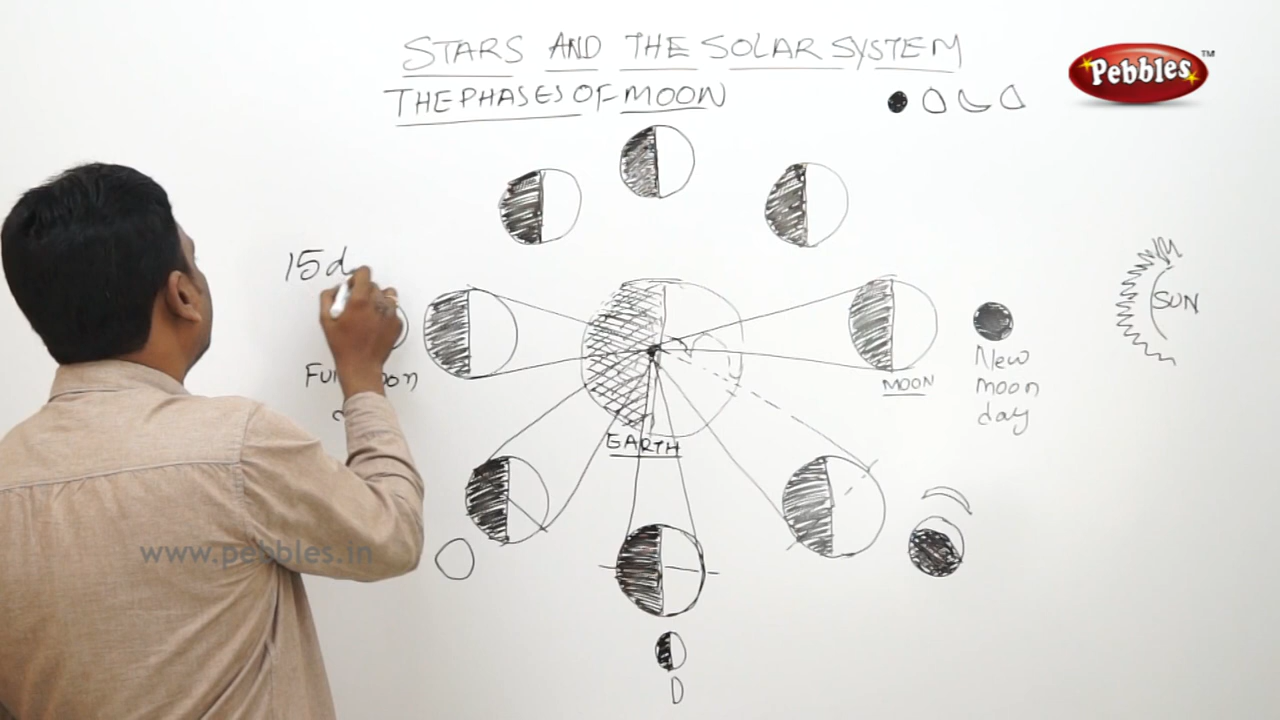 STARS AND THE SOLAR SYSTEM
THE PHASES OF MOON
Pebbles™
15d
SUN
New
moon
day
MOON
EARTH
www.pebbles.in
D